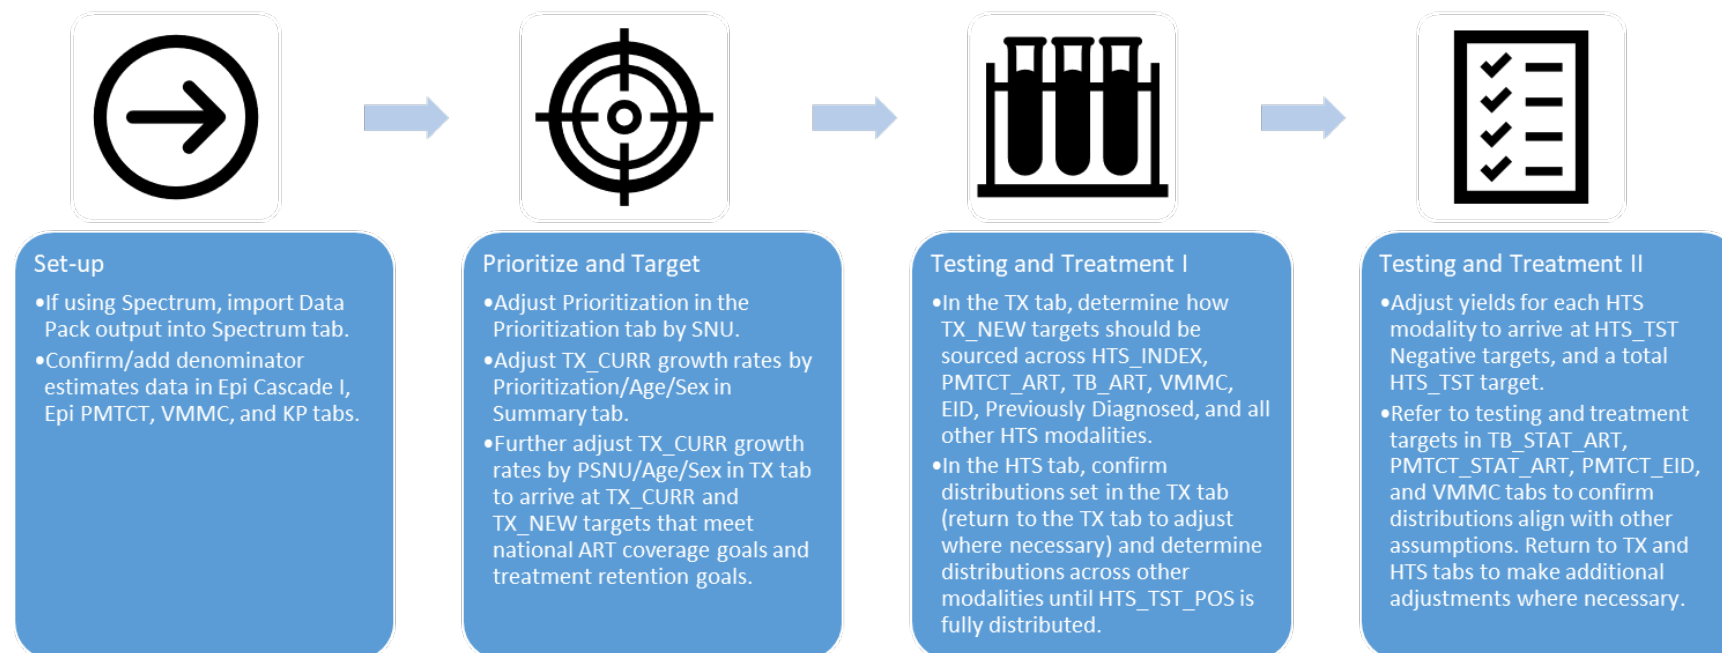 Set-up
•If using Spectrum, import Data
Pack output into Spectrum tab.
•Confirm/add denominator
estimates data in Epi Cascade I,
Epi PMTCT, VMMC, and KP tabs.
Prioritize and Target
•Adjust Prioritization in the
Prioritization tab by SNU.
•Adjust TX_CURR growth rates by
Prioritization/Age/Sex in
Summary tab.
•Further adjust TX_CURR growth
rates by PSNU/Age/Sex in TX tab
to arrive at TX_CURR and
TX_NEW targets that meet
national ART coverage goals and
treatment retention goals.
Testing and Treatment I
•In the TX tab, determine how
TX_NEW targets should be
sourced across HTS_INDEX,
PMTCT_ART, TB_ART, VMMC,
EID, Previously Diagnosed, and all
other HTS modalities.
•In the HTS tab, confirm
distributions set in the TX tab
(return to the TX tab to adjust
where necessary) and determine
distributions across other
modalities until HTS_TST_POS is
fully distributed.
Testing and Treatment II
•Adjust yields for each HTS
modality to arrive at HTS_TST
Negative targets, and a total
HTS_TST target.
•Refer to testing and treatment
targets in TB_STAT_ART,
PMTCT_STAT_ART, PMTCT_EID,
and VMMC tabs to confirm
distributions align with other
assumptions. Return to TX and
HTS tabs to make additional
adjustments where necessary.